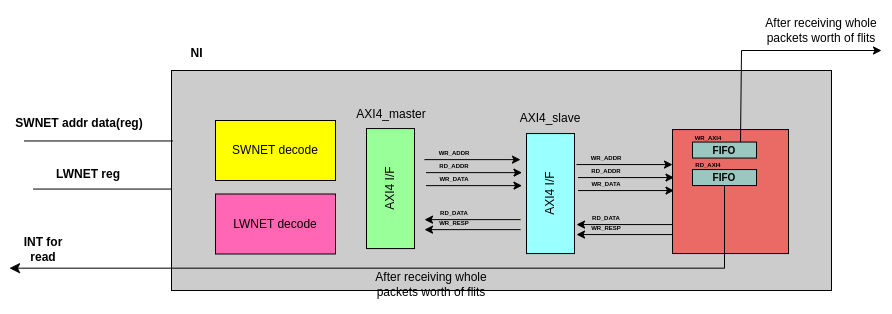 After receiving whole
packets worth of flits
NI
SWNET addr data(reg)
LWNET reg
INT for
read
SWNET decode
LWNET decode
AXI4_master
AXI4 I/F
WR_ADDR
RD_ADDR
WR_DATA
RD_DATA
WR_RESP
AXI4_slave
AXI4 I/F
WR_ADDR
RD_ADDR
WR_DATA
RD_DATA
WR_RESP
WR_AXI4
FIFO
RD_AXI4
FIFO
After receiving whole
packets worth of flits